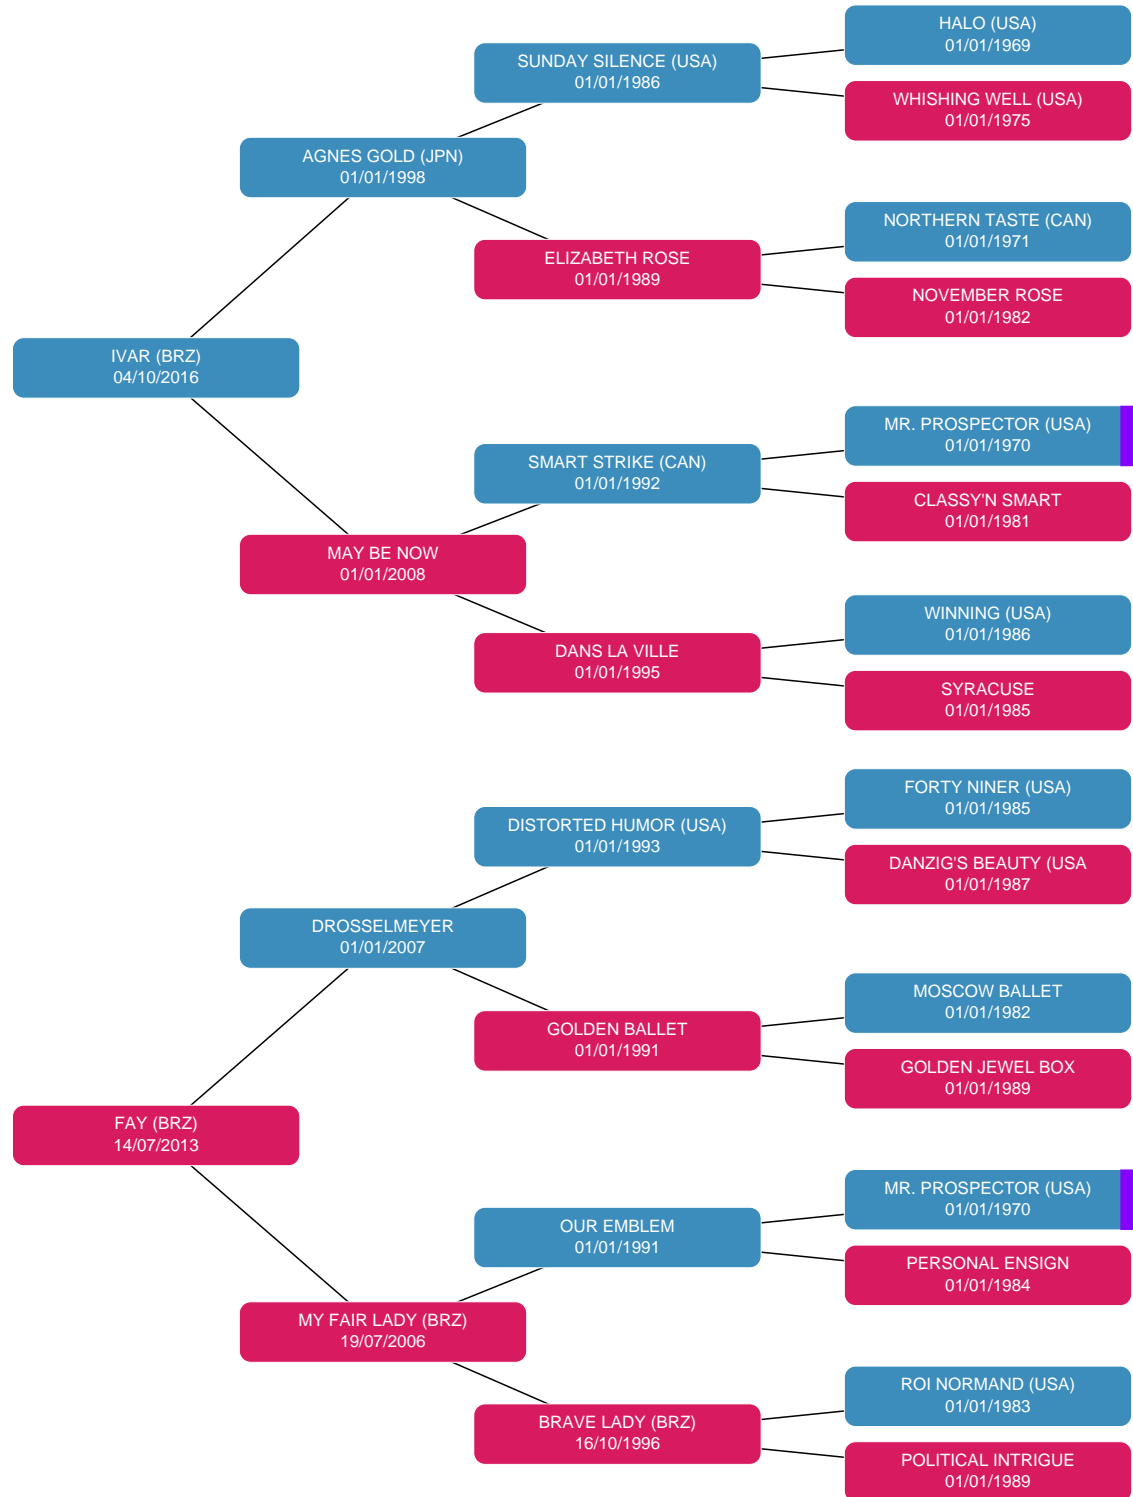 HALO (USA)
01/01/1969
SUNDAY SILENCE (USA)
01/01/1986
WHISHING WELL (USA)
01/01/1975
AGNES GOLD (JPN)
01/01/1998
NORTHERN TASTE (CAN)
01/01/1971
ELIZABETH ROSE
01/01/1989
NOVEMBER ROSE
01/01/1982
IVAR (BRZ)
04/10/2016
MR. PROSPECTOR (USA)
01/01/1970
SMART STRIKE (CAN)
01/01/1992
CLASSY'N SMART
01/01/1981
MAY BE NOW
01/01/2008
WINNING (USA)
01/01/1986
DANS LA VILLE
01/01/1995
SYRACUSE
01/01/1985
FORTY NINER (USA)
01/01/1985
DISTORTED HUMOR (USA)
01/01/1993
DANZIG'S BEAUTY (USA
01/01/1987
DROSSELMEYER
01/01/2007
MOSCOW BALLET
01/01/1982
GOLDEN BALLET
01/01/1991
GOLDEN JEWEL BOX
01/01/1989
FAY (BRZ)
14/07/2013
MR. PROSPECTOR (USA)
01/01/1970
OUR EMBLEM
01/01/1991
PERSONAL ENSIGN
01/01/1984
MY FAIR LADY (BRZ)
19/07/2006
ROI NORMAND (USA)
01/01/1983
BRAVE LADY (BRZ)
16/10/1996
POLITICAL INTRIGUE
01/01/1989